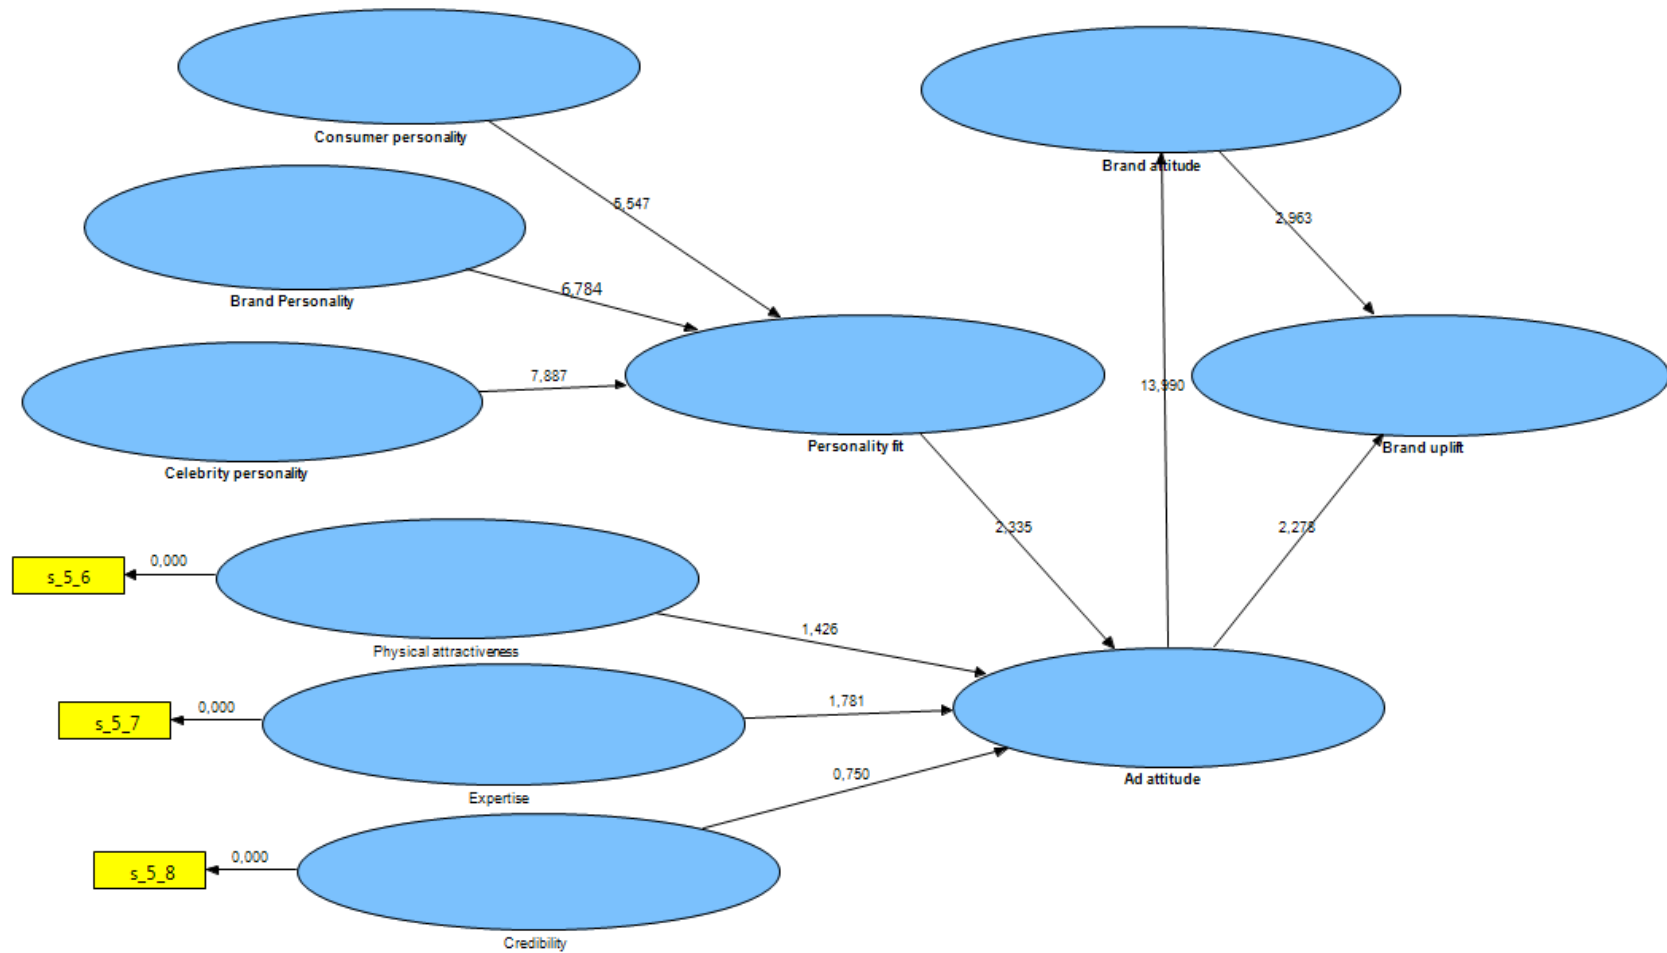 Consumer personality
Brand attitude
5,547
2,963
Brand Personality
6,784
7,887
13,990
Personality fit
Brand uplift
Celebrity personality
2,335
2,278
s_5_6
0,000
1,426
Physical attractiveness
s_5_7
0,000
1,781
Ad attitude
0,750
Expertise
s_5_8
0,000
Credibility